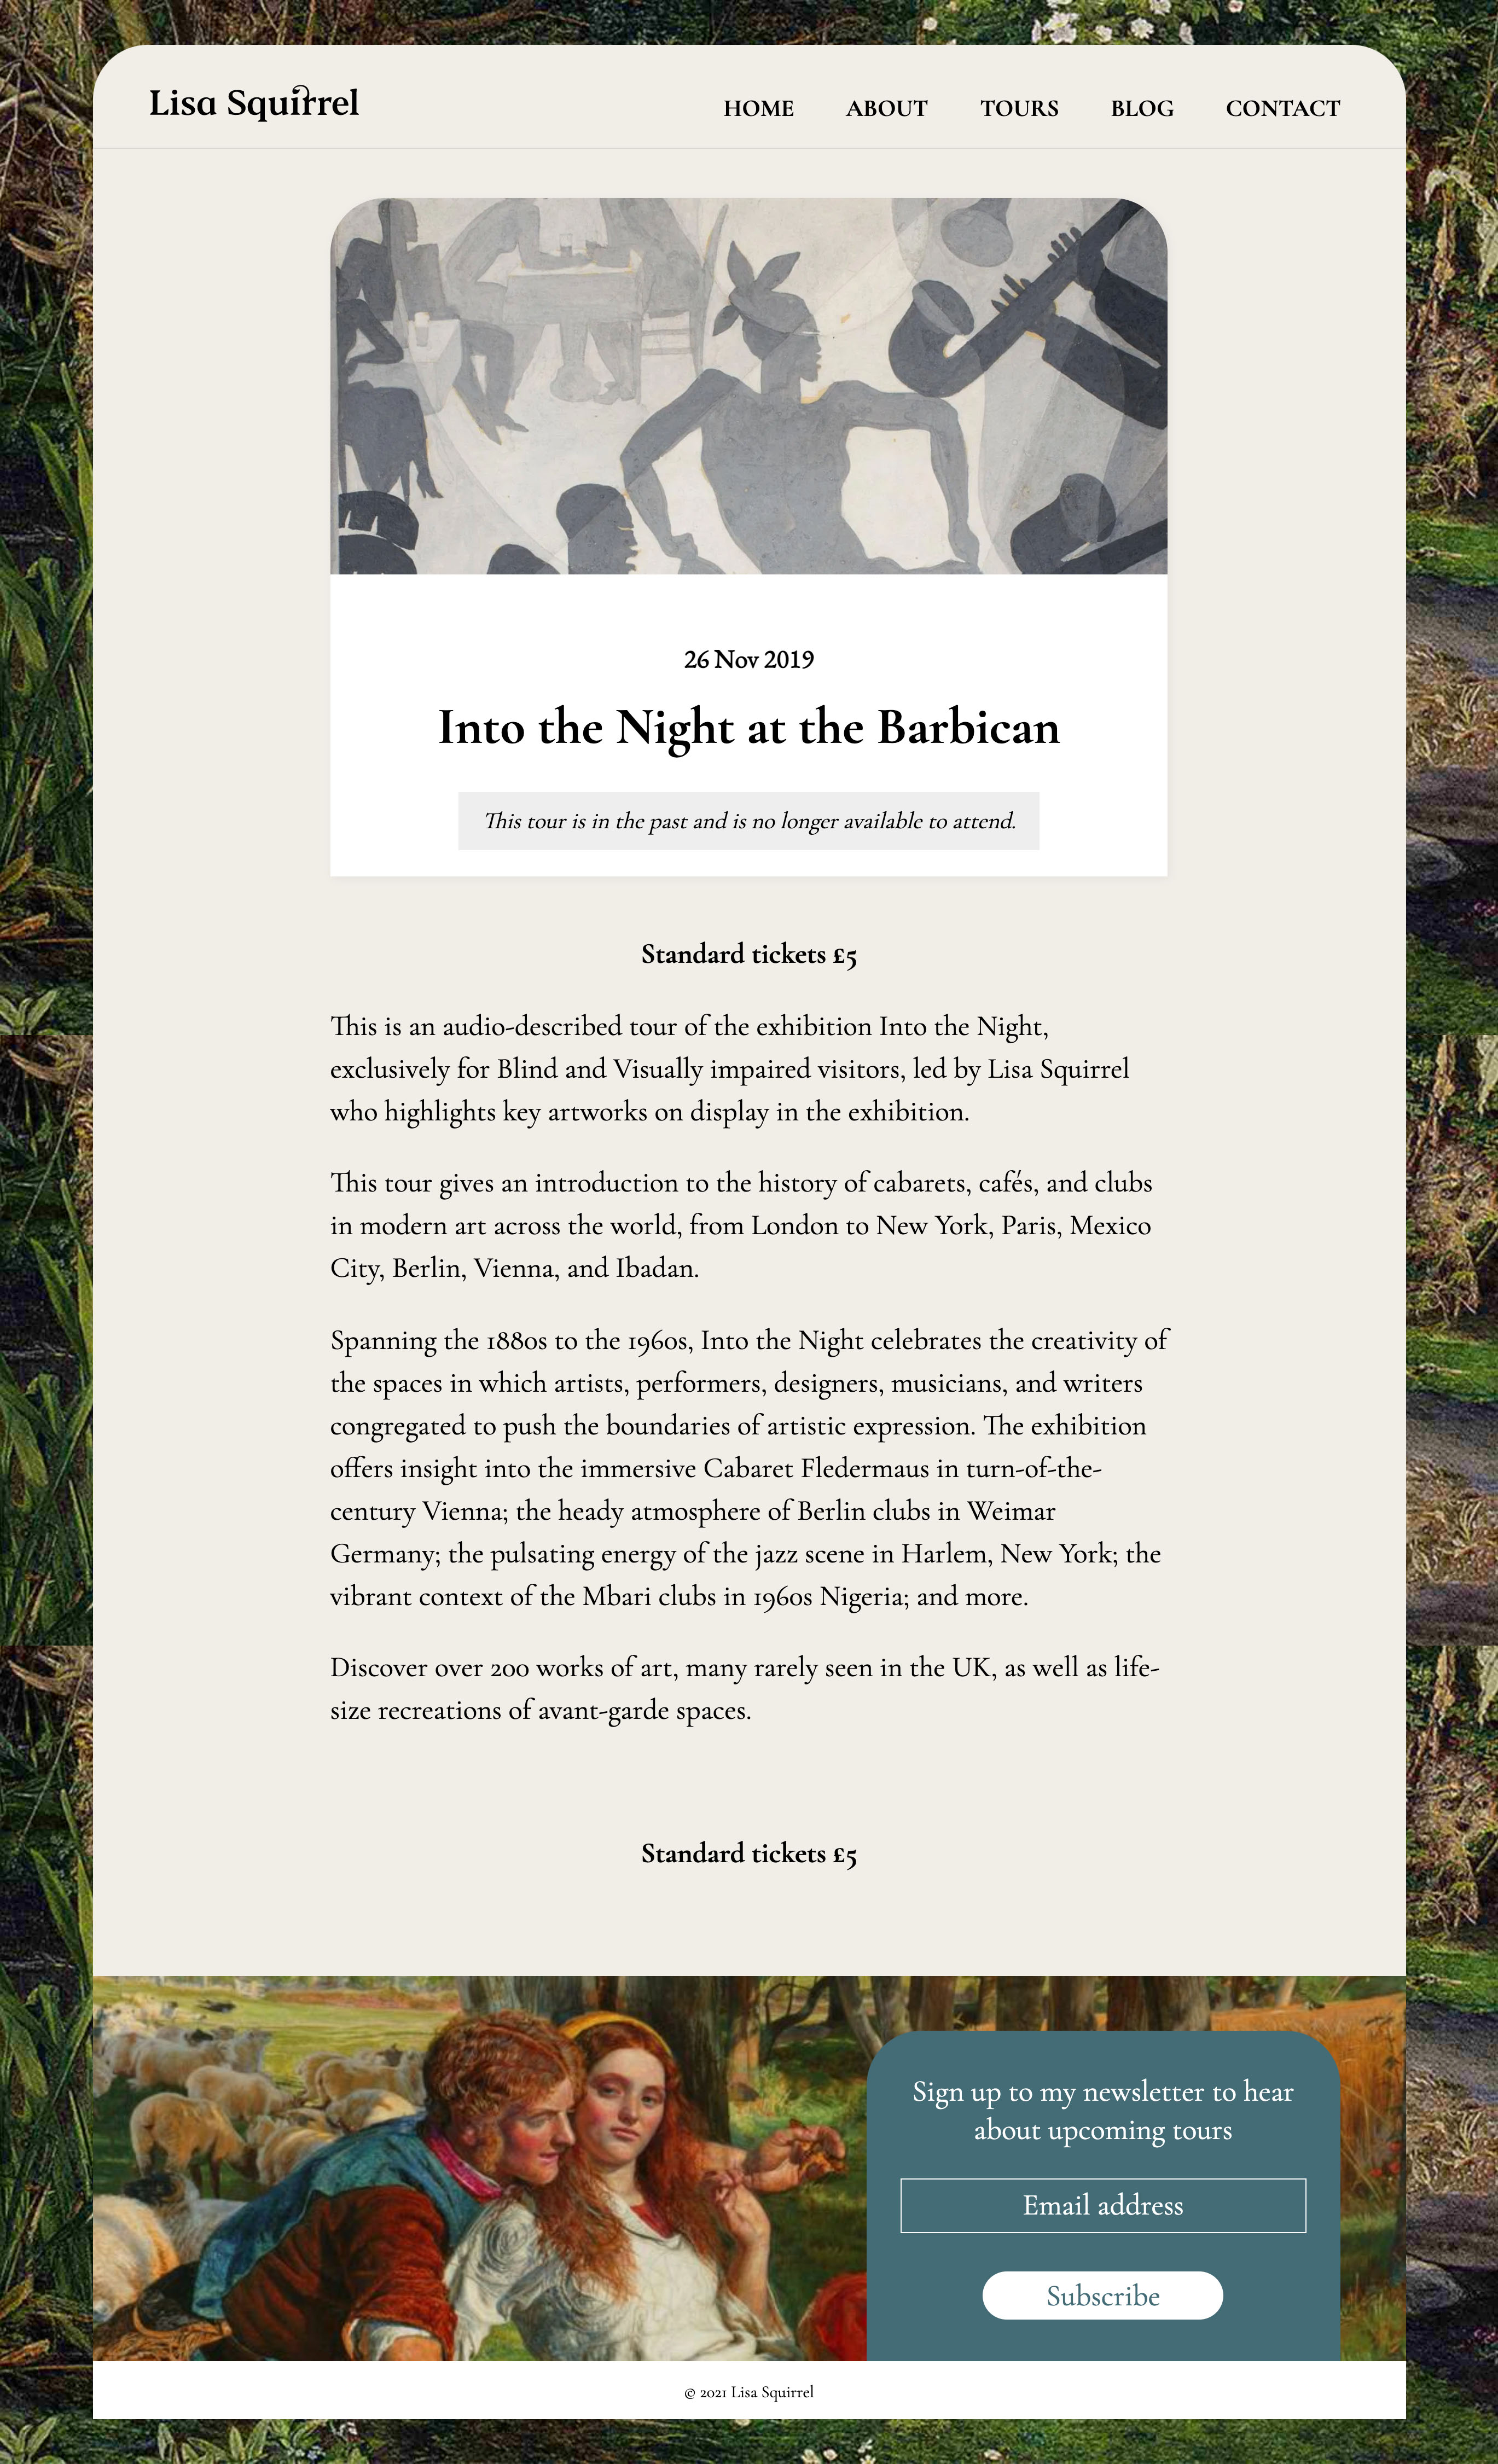 Lisa Squirrel
HOME ABOUT TOURS BLOG CONTACT
26 Nov 2019
Into the Night at the Barbican
This tour is in the past and is no longer available to attend.
Standard tickets £5
This is an audio-described tour of the exhibition Into the Night,
exclusively for Blind and Visually impaired visitors, led by Lisa Squirrel
who highlights key artworks on display in the exhibition.
This tour gives an introduction to the history of cabarets, cafés, and clubs
in modern art across the world, from London to New York, Paris, Mexico
City, Berlin, Vienna, and Ibadan.
Spanning the 1880s to the 1960s, Into the Night celebrates the creativity of
the spaces in which artists, performers, designers, musicians, and writers
congregated to push the boundaries of artistic expression. The exhibition
offers insight into the immersive Cabaret Fledermaus in turn-of-the-
century Vienna; the heady atmosphere of Berlin clubs in Weimar
Germany; the pulsating energy of the jazz scene in Harlem, New York; the
vibrant context of the Mbari clubs in 1960s Nigeria; and more.
Discover over 200 works of art, many rarely seen in the UK, as well as life-
size recreations of avant-garde spaces.
Standard tickets £5
Sign up to my newsletter to hear
about upcoming tours
Email address
Subscribe
© 2021 Lisa Squirrel